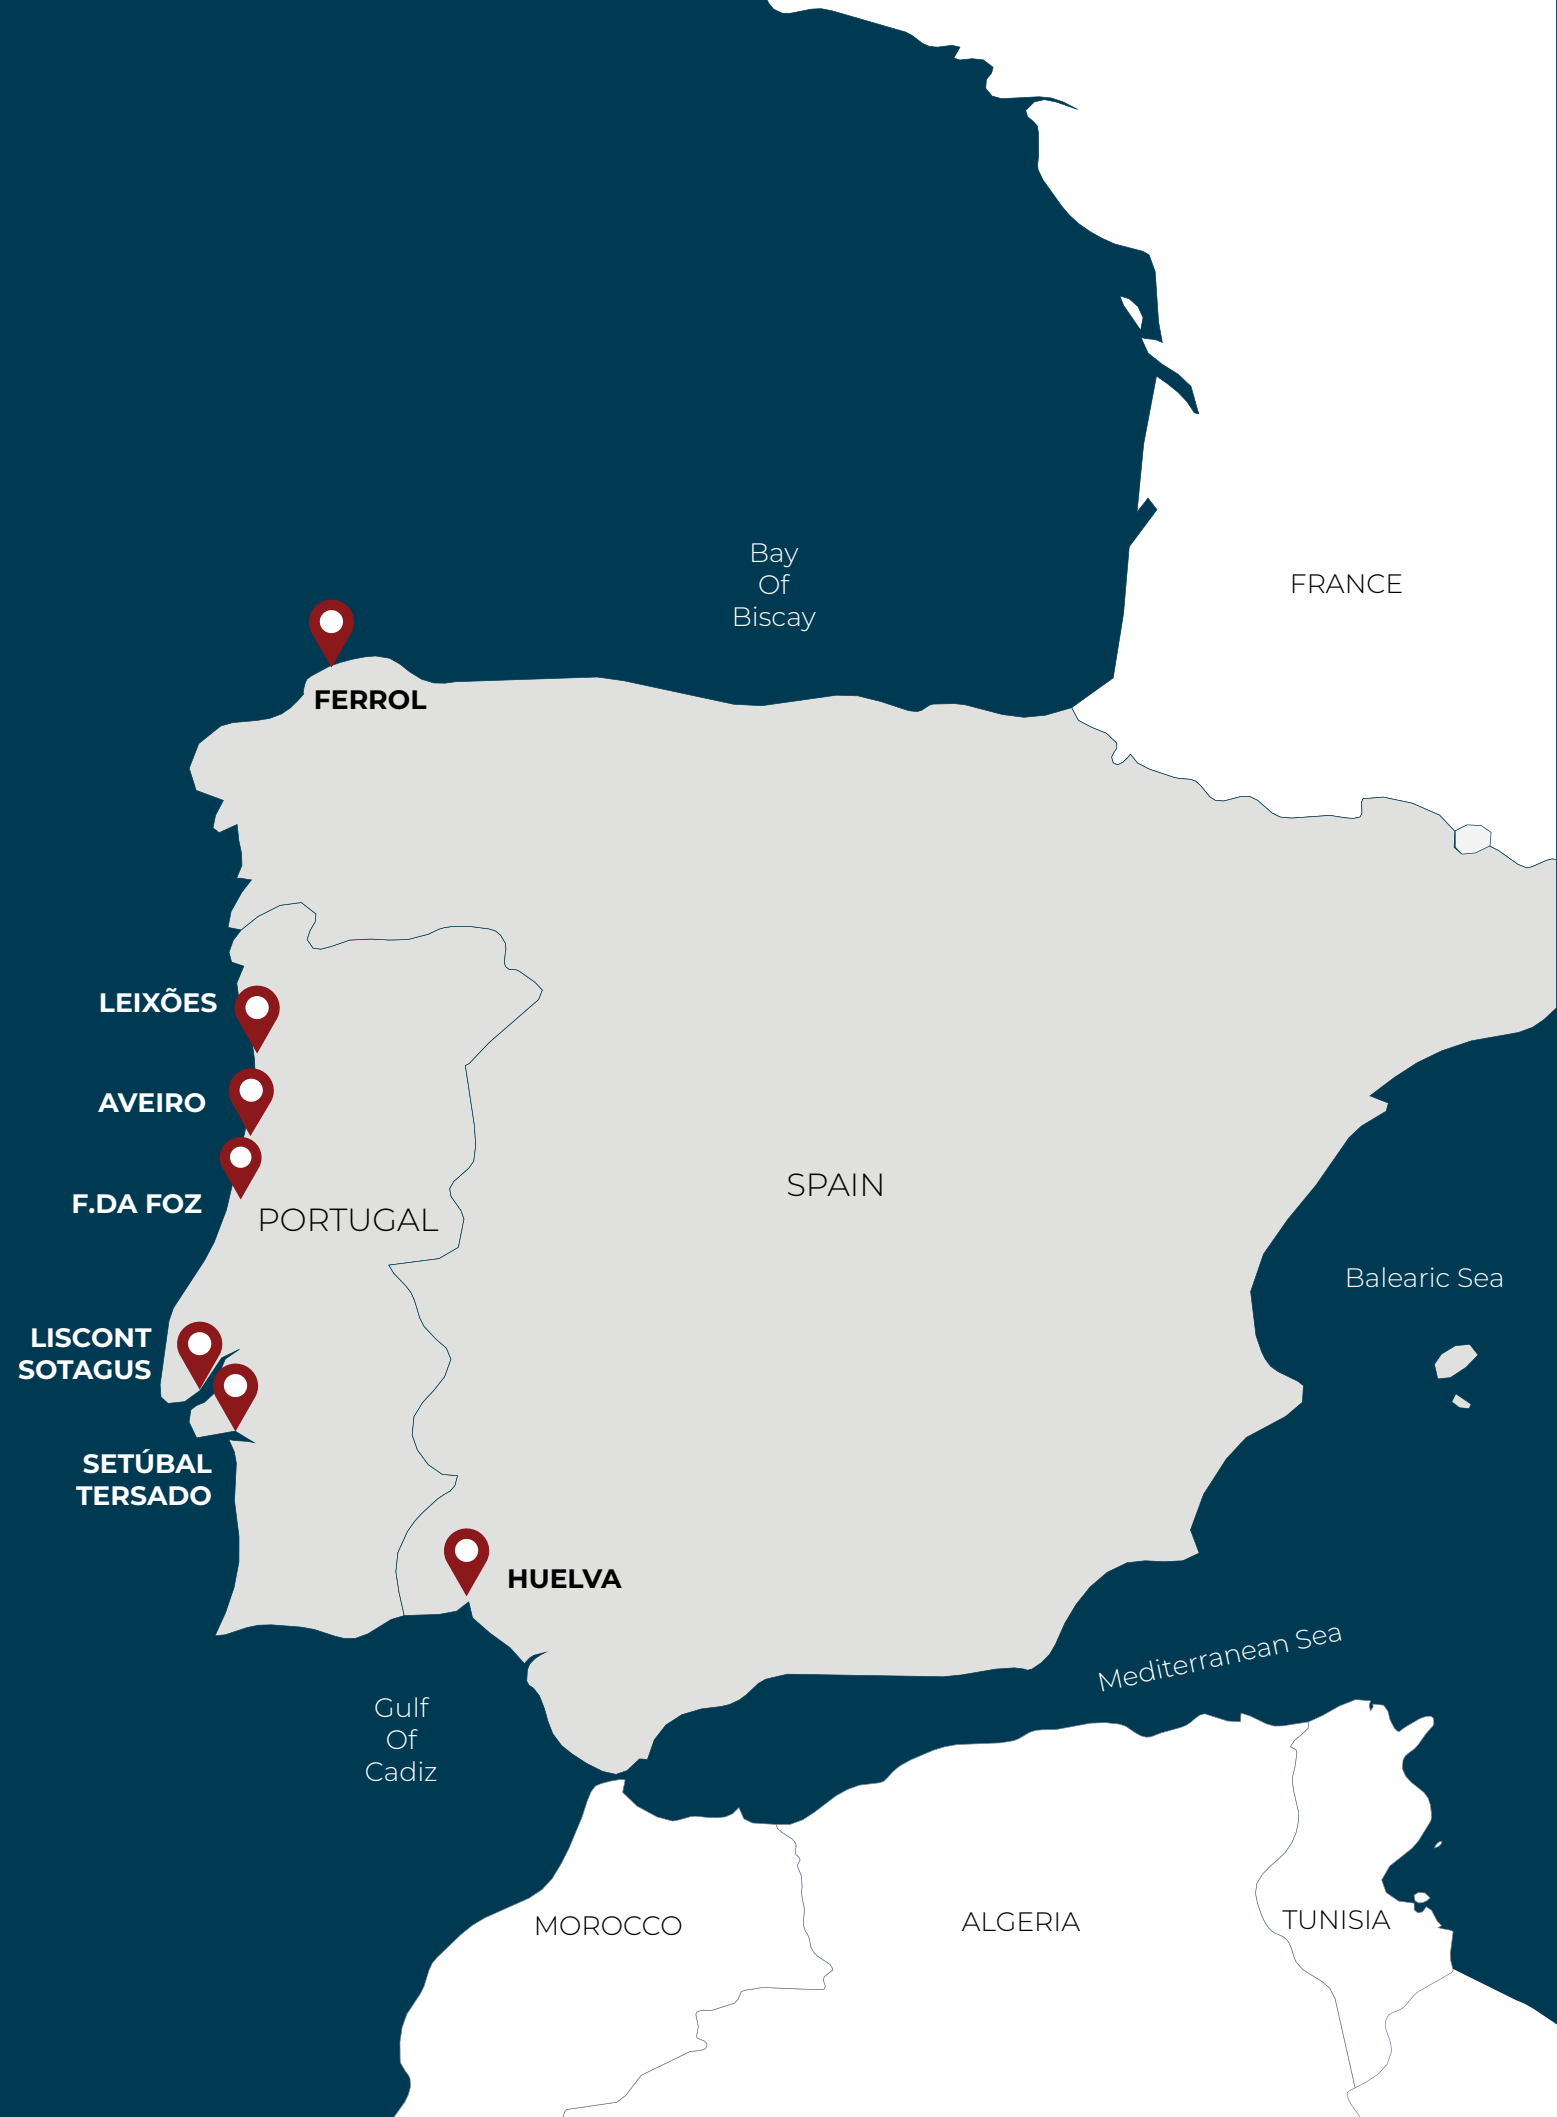 Bay
Of
Biscay
FRANCE
FERROL
LEIXÕES
AVEIRO
F.DA FOZ
PORTUGAL
SPAIN
Balearic Sea
LISCONT
SOTAGUS
SETÚBAL
TERSADO
HUELVA
Mediterranean Sea
Gulf
Of
Cadiz
MOROCCO
ALGERIA
TUNISIA